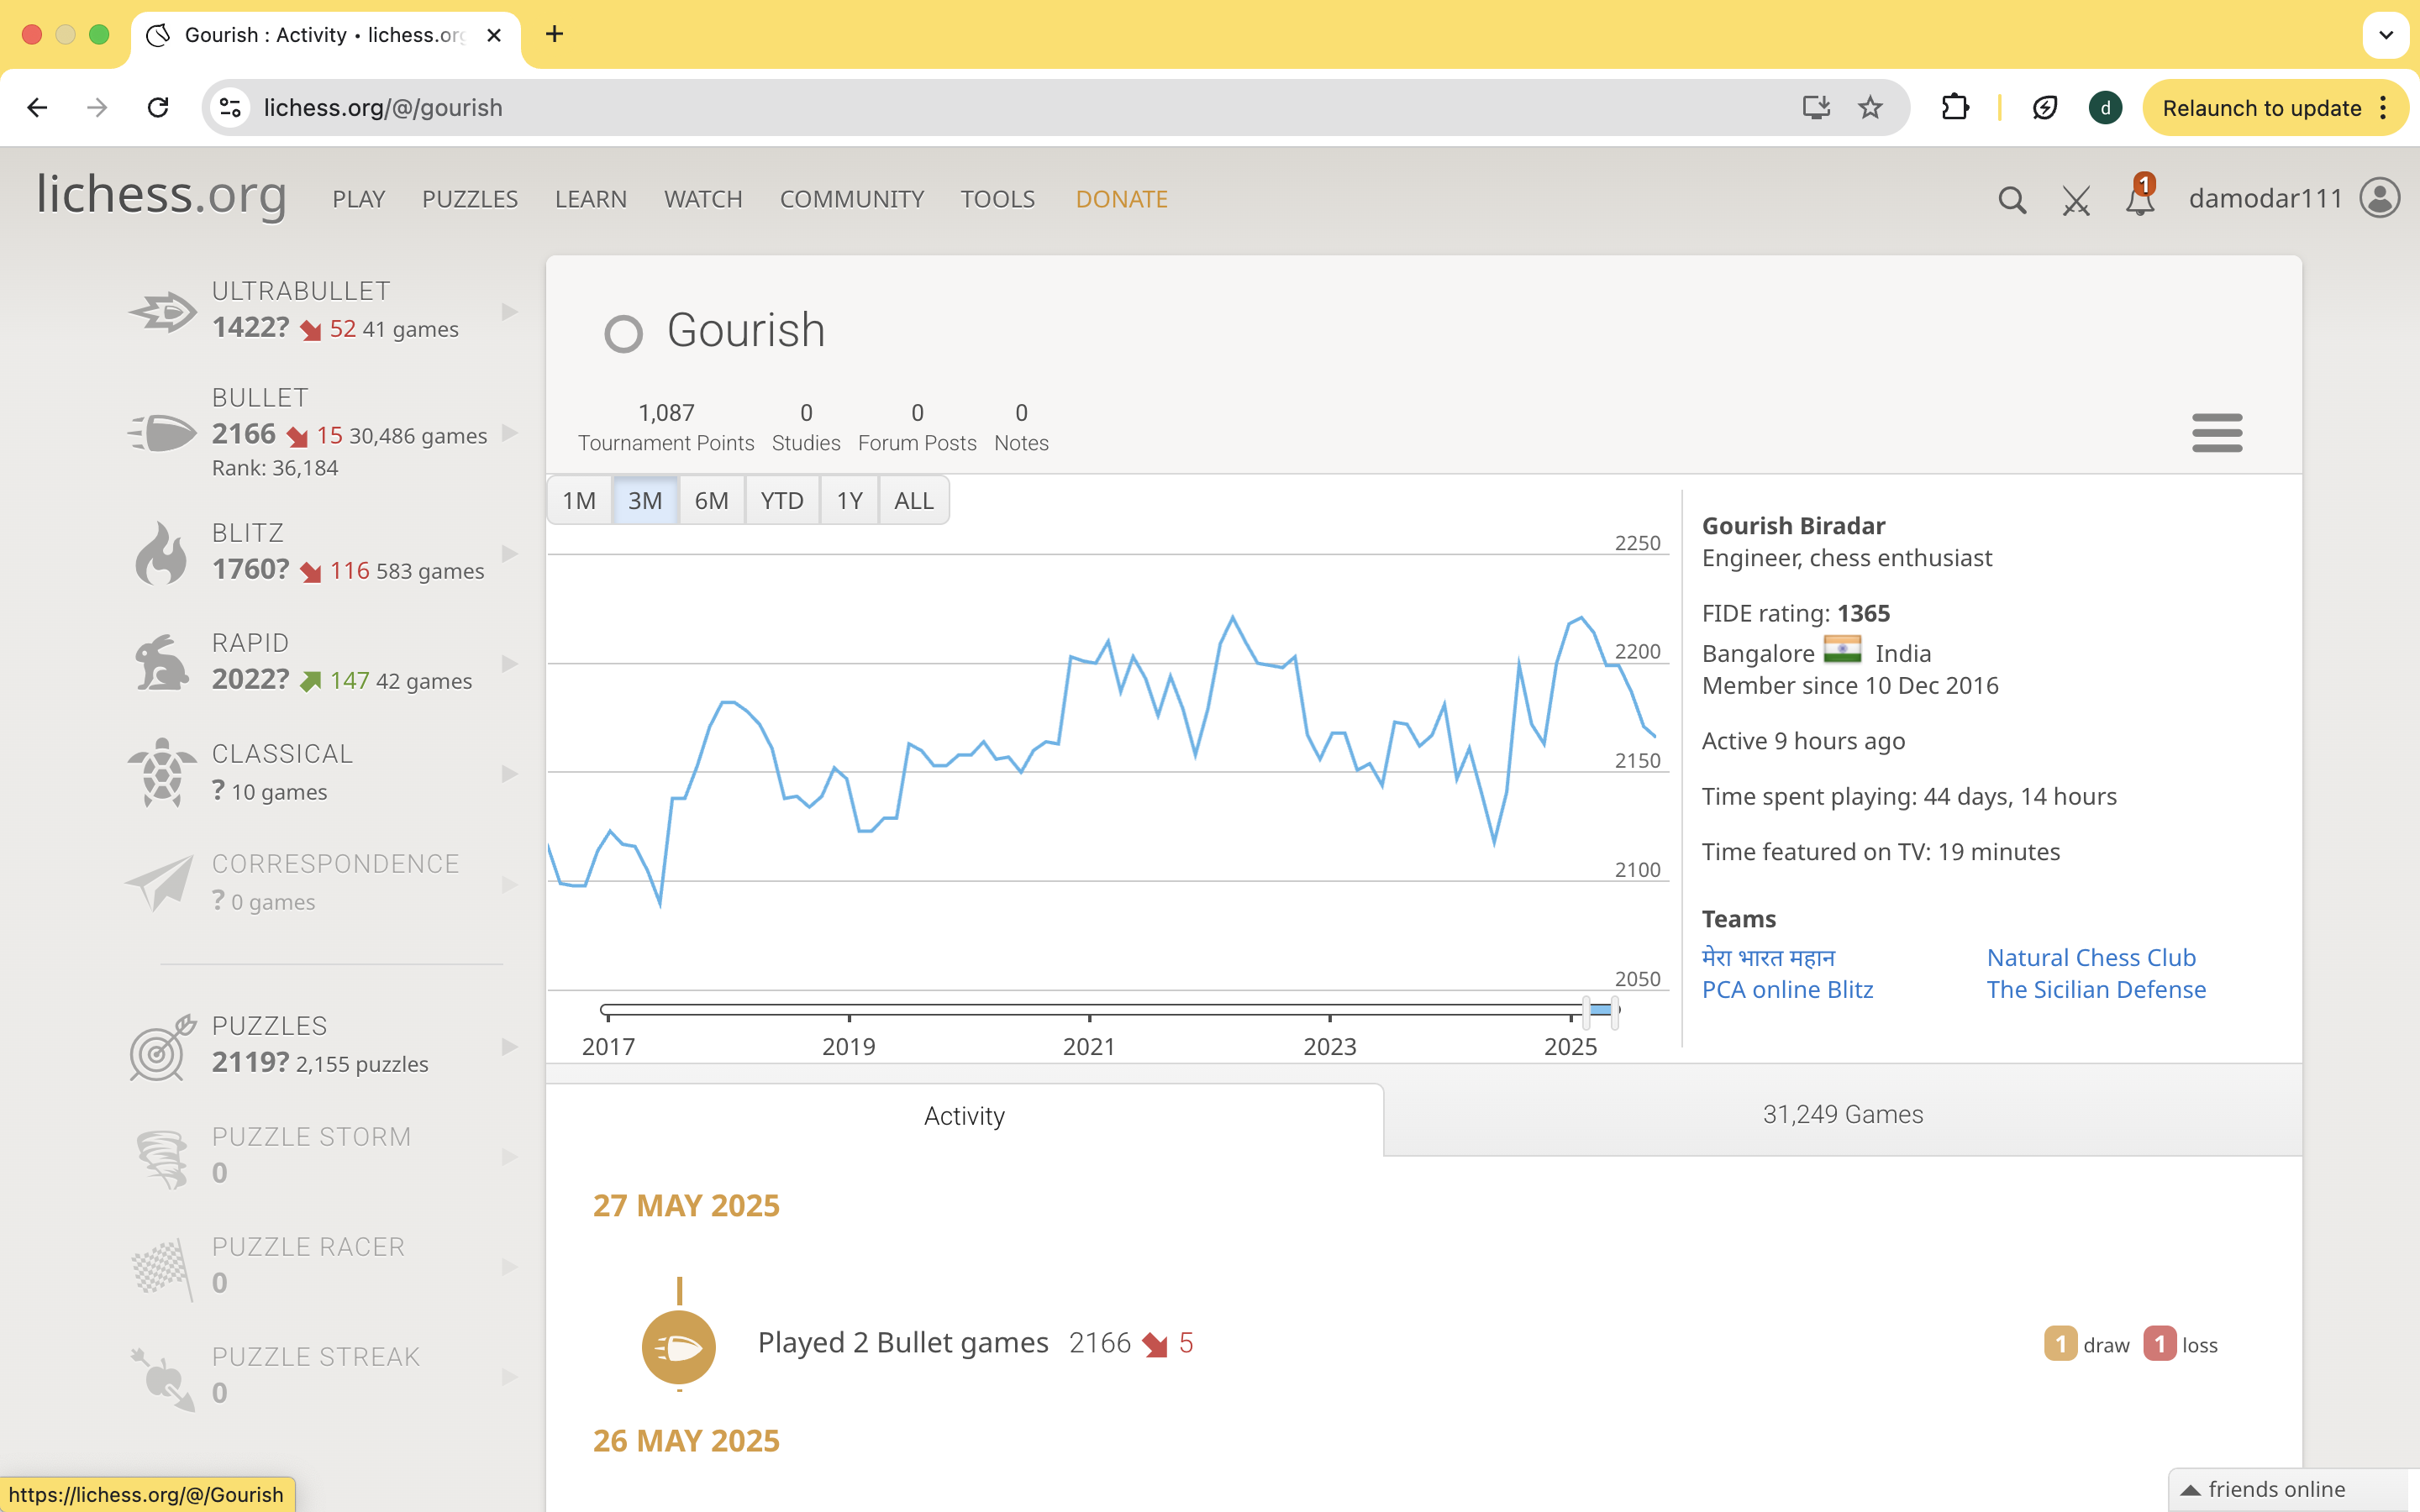 Gourish : Activity • lichess.org
lichess.org/@/gourish
d
Relaunch to update
lichess.org
PLAY PUZZLES LEARN WATCH COMMUNITY TOOLS DONATE
1
damodar111
ULTRABULLET
1422? 52 41 games
BULLET
2166 15 30,486 games
Rank: 36,184
BLITZ
1760? 116 583 games
RAPID
2022? 147 42 games
CLASSICAL
? 10 games
CORRESPONDENCE
? 0 games
PUZZLES
2119? 2,155 puzzles
PUZZLE STORM
0
PUZZLE RACER
0
PUZZLE STREAK
0
Gourish
1,087 0 0 0
Tournament Points Studies Forum Posts Notes
1M 3M 6M YTD 1Y ALL
2250
2200
2150
2100
2050
2017 2019 2021 2023 2025
Gourish Biradar
Engineer, chess enthusiast
FIDE rating: 1365
Bangalore India
Member since 10 Dec 2016
Active 9 hours ago
Time spent playing: 44 days, 14 hours
Time featured on TV: 19 minutes
Teams
मेरा भारत महान Natural Chess Club
PCA online Blitz The Sicilian Defense
Activity 31,249 Games
27 MAY 2025
Played 2 Bullet games 2166 5 1 draw 1 loss
26 MAY 2025
https://lichess.org/@/Gourish
friends online